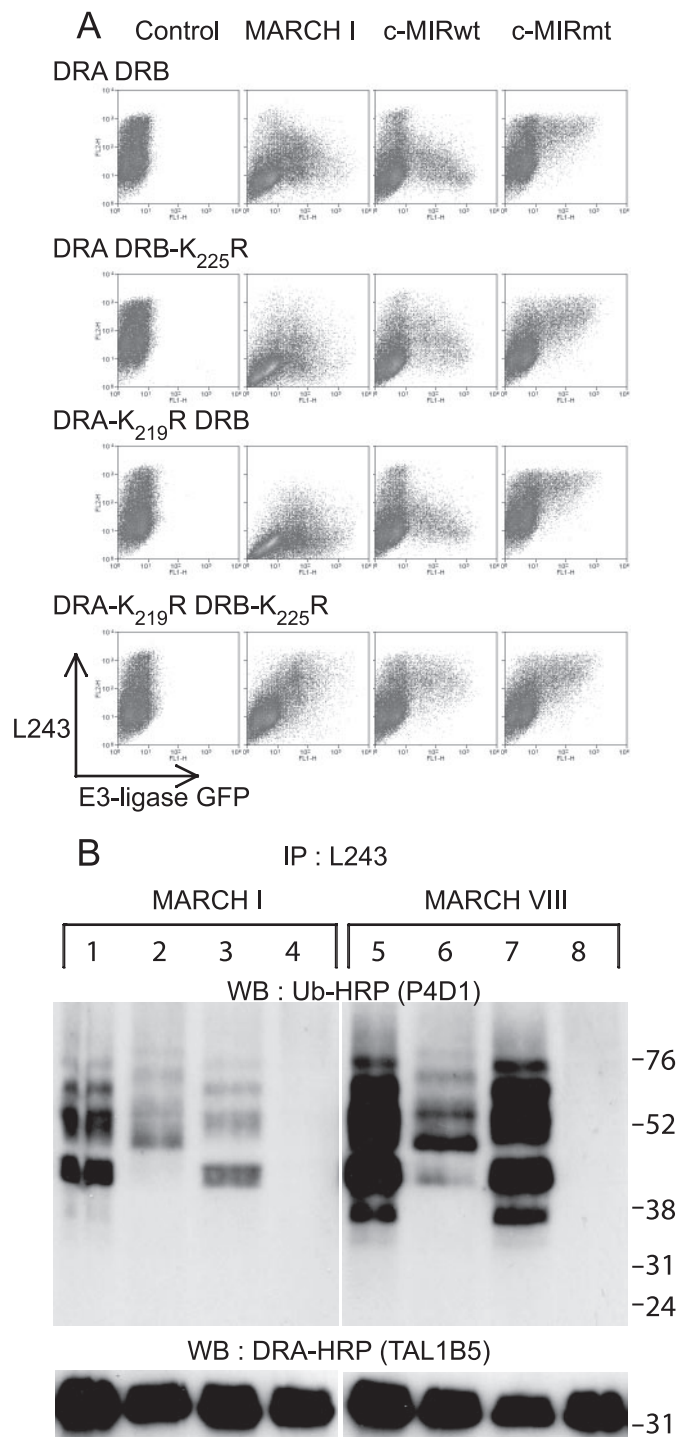 A
Control MARCH I c-MIRwt c-MIRmt
DRA DRB
DRA DRB-K225R
DRA-K219R DRB
DRA-K219R DRB-K225R
L243
E3-ligase GFP
B
IP : L243
MARCH I MARCH VIII
1 2 3 4 5 6 7 8
WB : Ub-HRP (P4D1)
-76
-52
-38
-31
-24
WB : DRA-HRP (TAL1B5)
-31